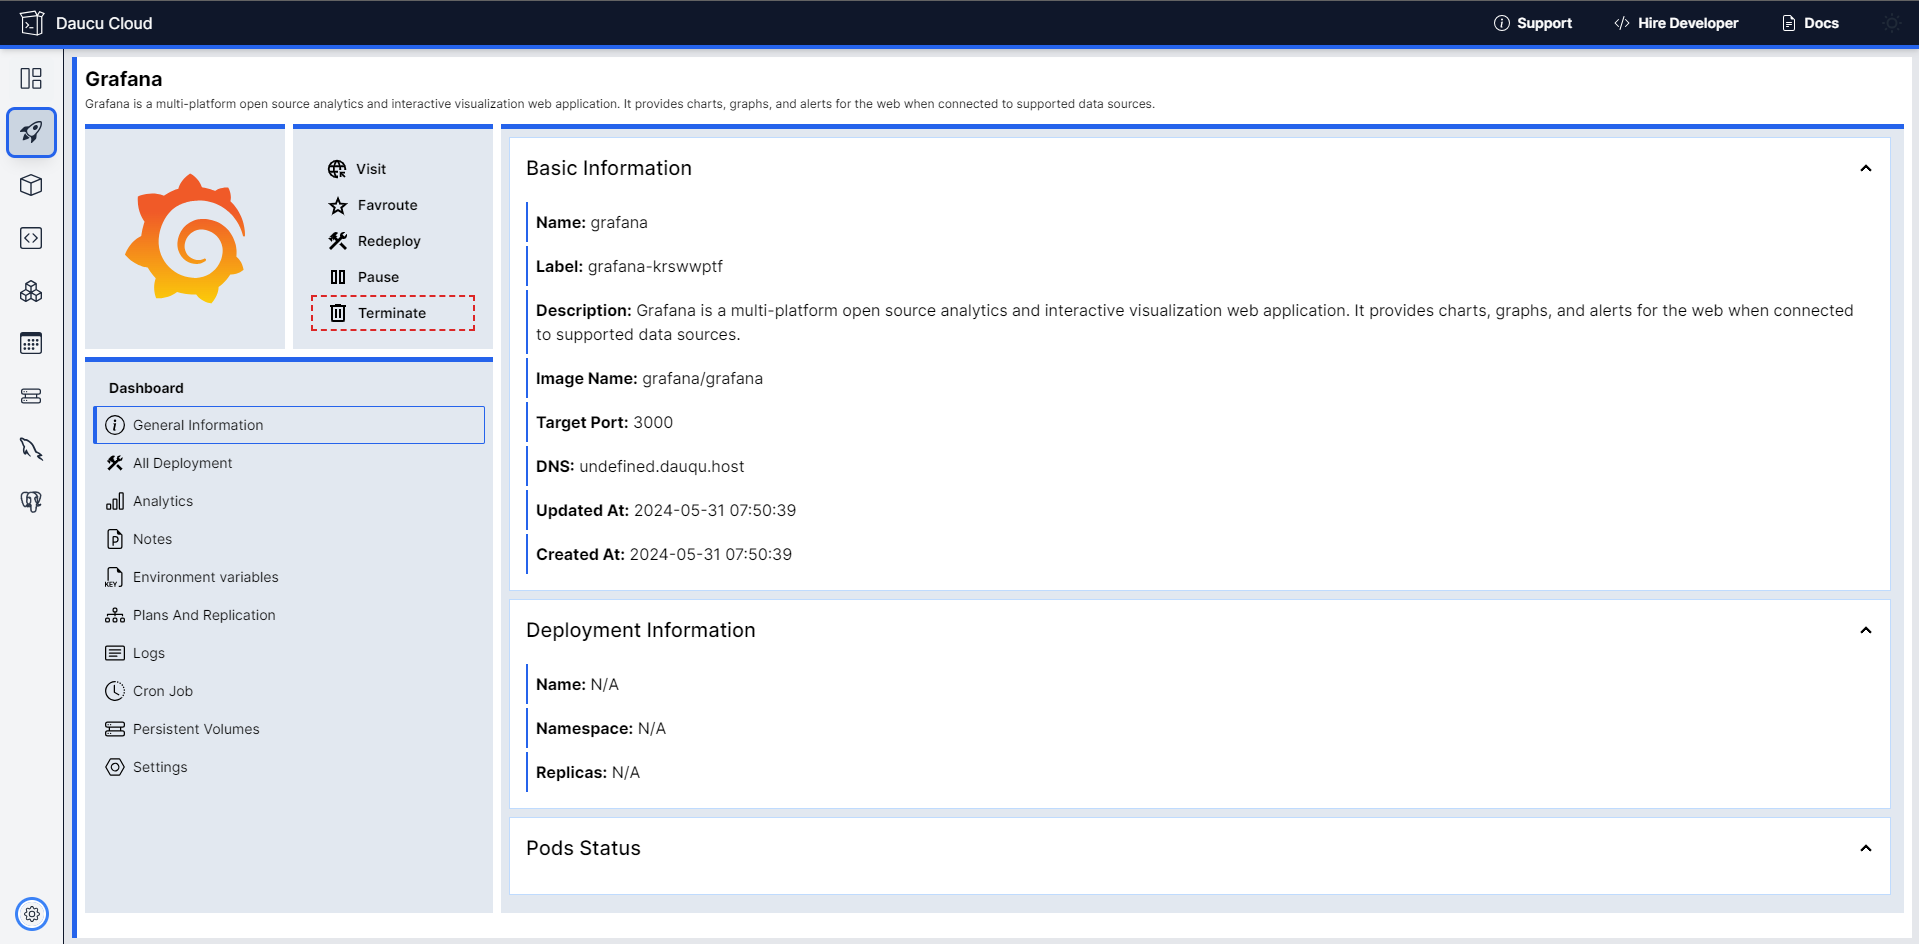 Daucu Cloud
Support
Hire Developer
Docs
Grafana
Grafana is a multi-platform open source analytics and interactive visualization web application. It provides charts, graphs, and alerts for the web when connected to supported data sources.
Visit
Favroute
Redeploy
Pause
Terminate
Dashboard
General Information
All Deployment
Analytics
Notes
Environment variables
Plans And Replication
Logs
Cron Job
Persistent Volumes
Settings
Basic Information
Name: grafana
Label: grafana-krswwptf
Description: Grafana is a multi-platform open source analytics and interactive visualization web application. It provides charts, graphs, and alerts for the web when connected
to supported data sources.
Image Name: grafana/grafana
Target Port: 3000
DNS: undefined.dauqu.host
Updated At: 2024-05-31 07:50:39
Created At: 2024-05-31 07:50:39
Deployment Information
Name: N/A
Namespace: N/A
Replicas: N/A
Pods Status